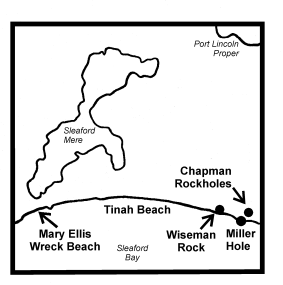 Port Lincoln
Proper
Sleaford
Mere
Chapman
Rockholes
Tinah Beach
Mary Ellis
Wreck Beach
Wiseman
Rock
Miller
Hole
Sleaford
Bay